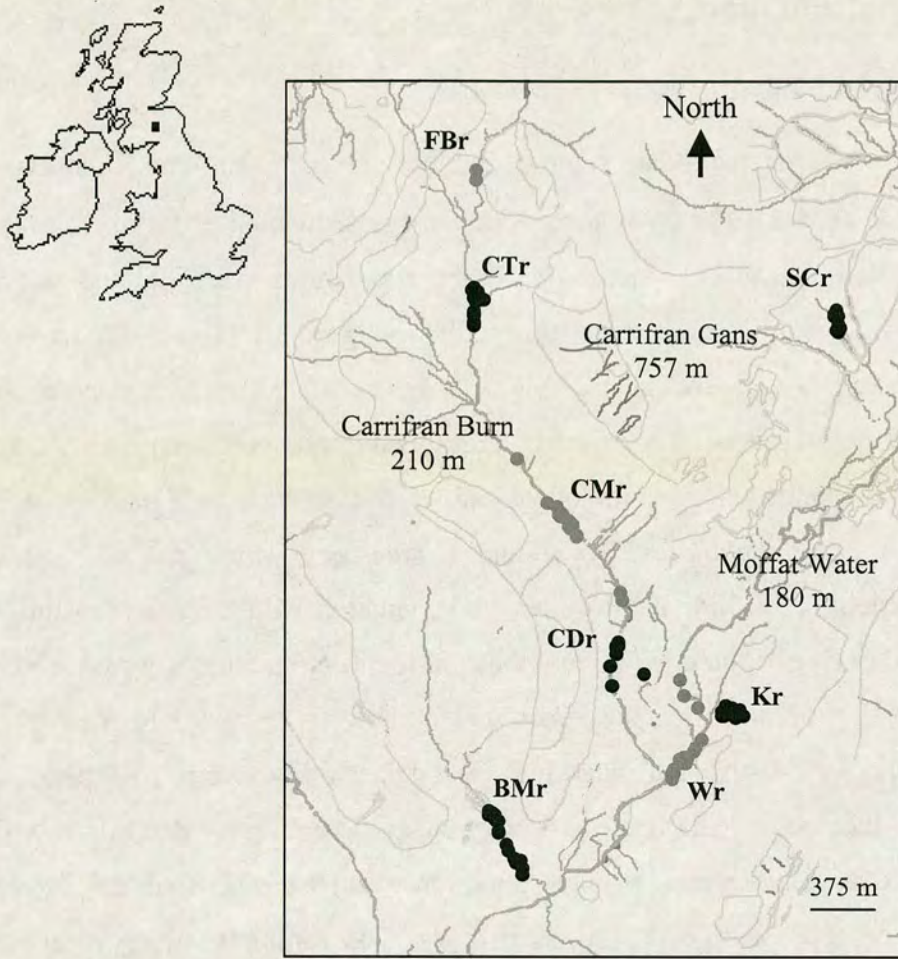 North
FBr
CTr
SCr
Carrifran Gans
757 m
Carrifran Burn
210 m
CMr
Moffat Water
180 m
CDr
Kr
Wr
BMr
375 m